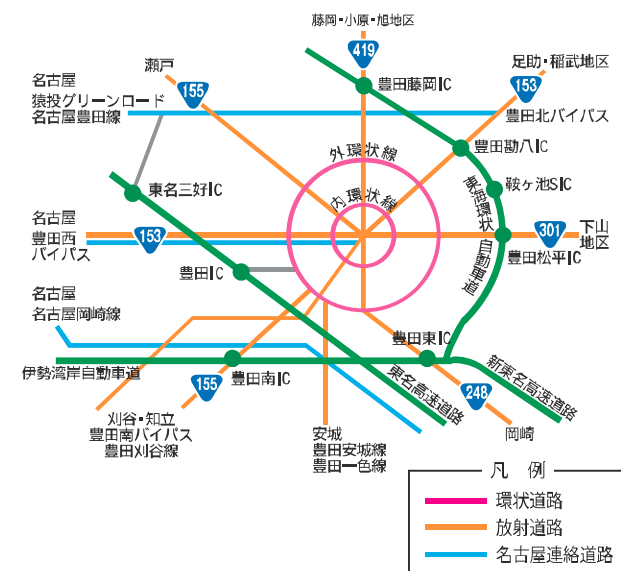 藤岡・小原・旭地区
419
瀬戸
足助・稲武地区
155
153
名古屋
猿投グリーンロード
名古屋豊田線
豊田藤岡IC
豊田北バイパス
外環状線
豊田勘八IC
東名三好IC
内環状線
鞍ヶ池SIC
東海環状自動車道
名古屋
豊田西
バイパス
153
301
下山
地区
豊田松平IC
豊田IC
名古屋
名古屋岡崎線
豊田東IC
伊勢湾岸自動車道
豊田南IC
155
東名高速道路
新東名高速道路
248
刈谷・知立
豊田南バイパス
豊田刈谷線
安城
豊田安城線
豊田一色線
岡崎
凡例
環状道路
放射道路
名古屋連絡道路